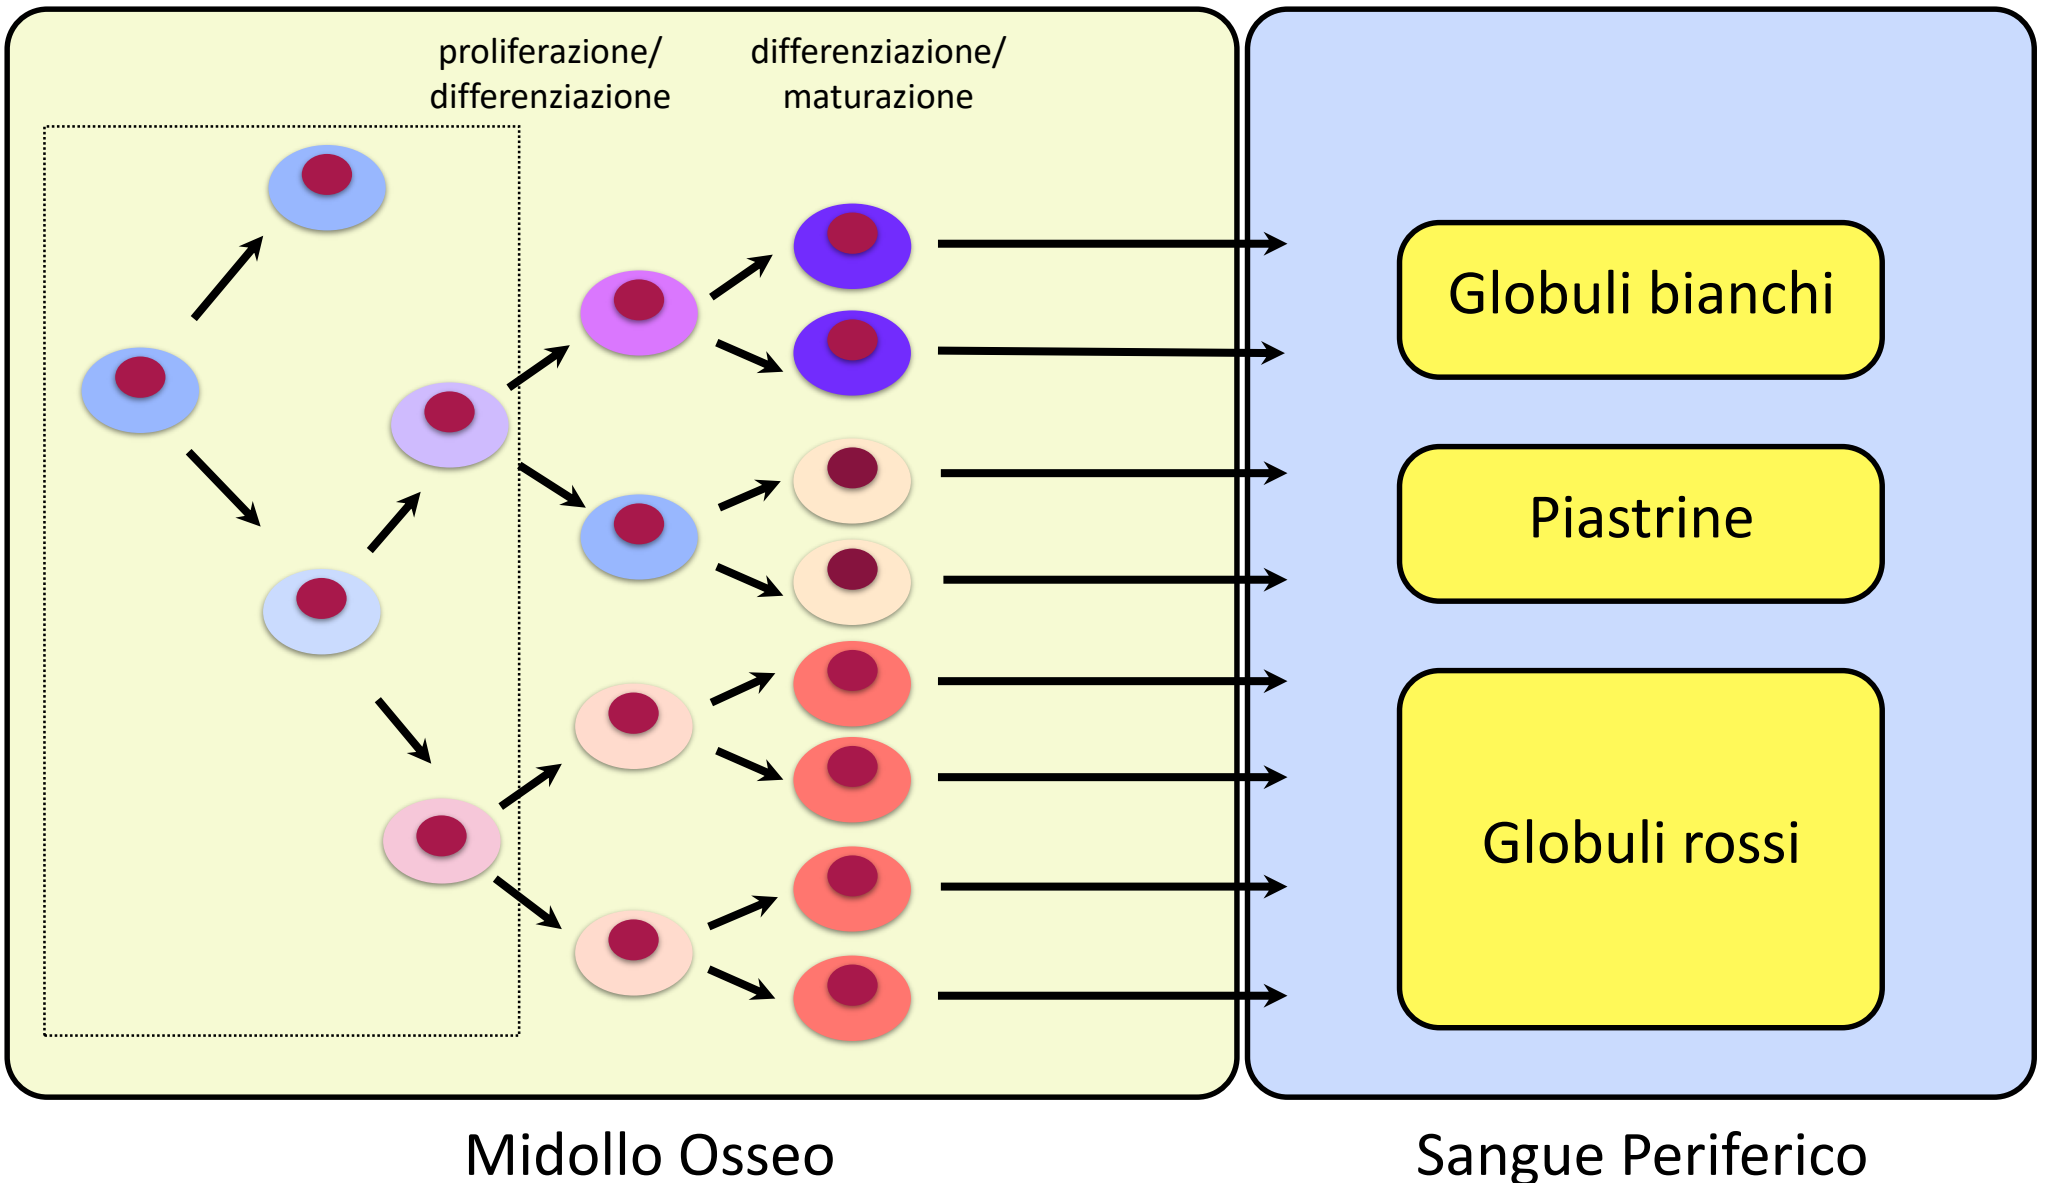 proliferazione/
differenziazione
differenziazione/
maturazione
Globuli bianchi
Piastrine
Globuli rossi
Midollo Osseo
Sangue Periferico